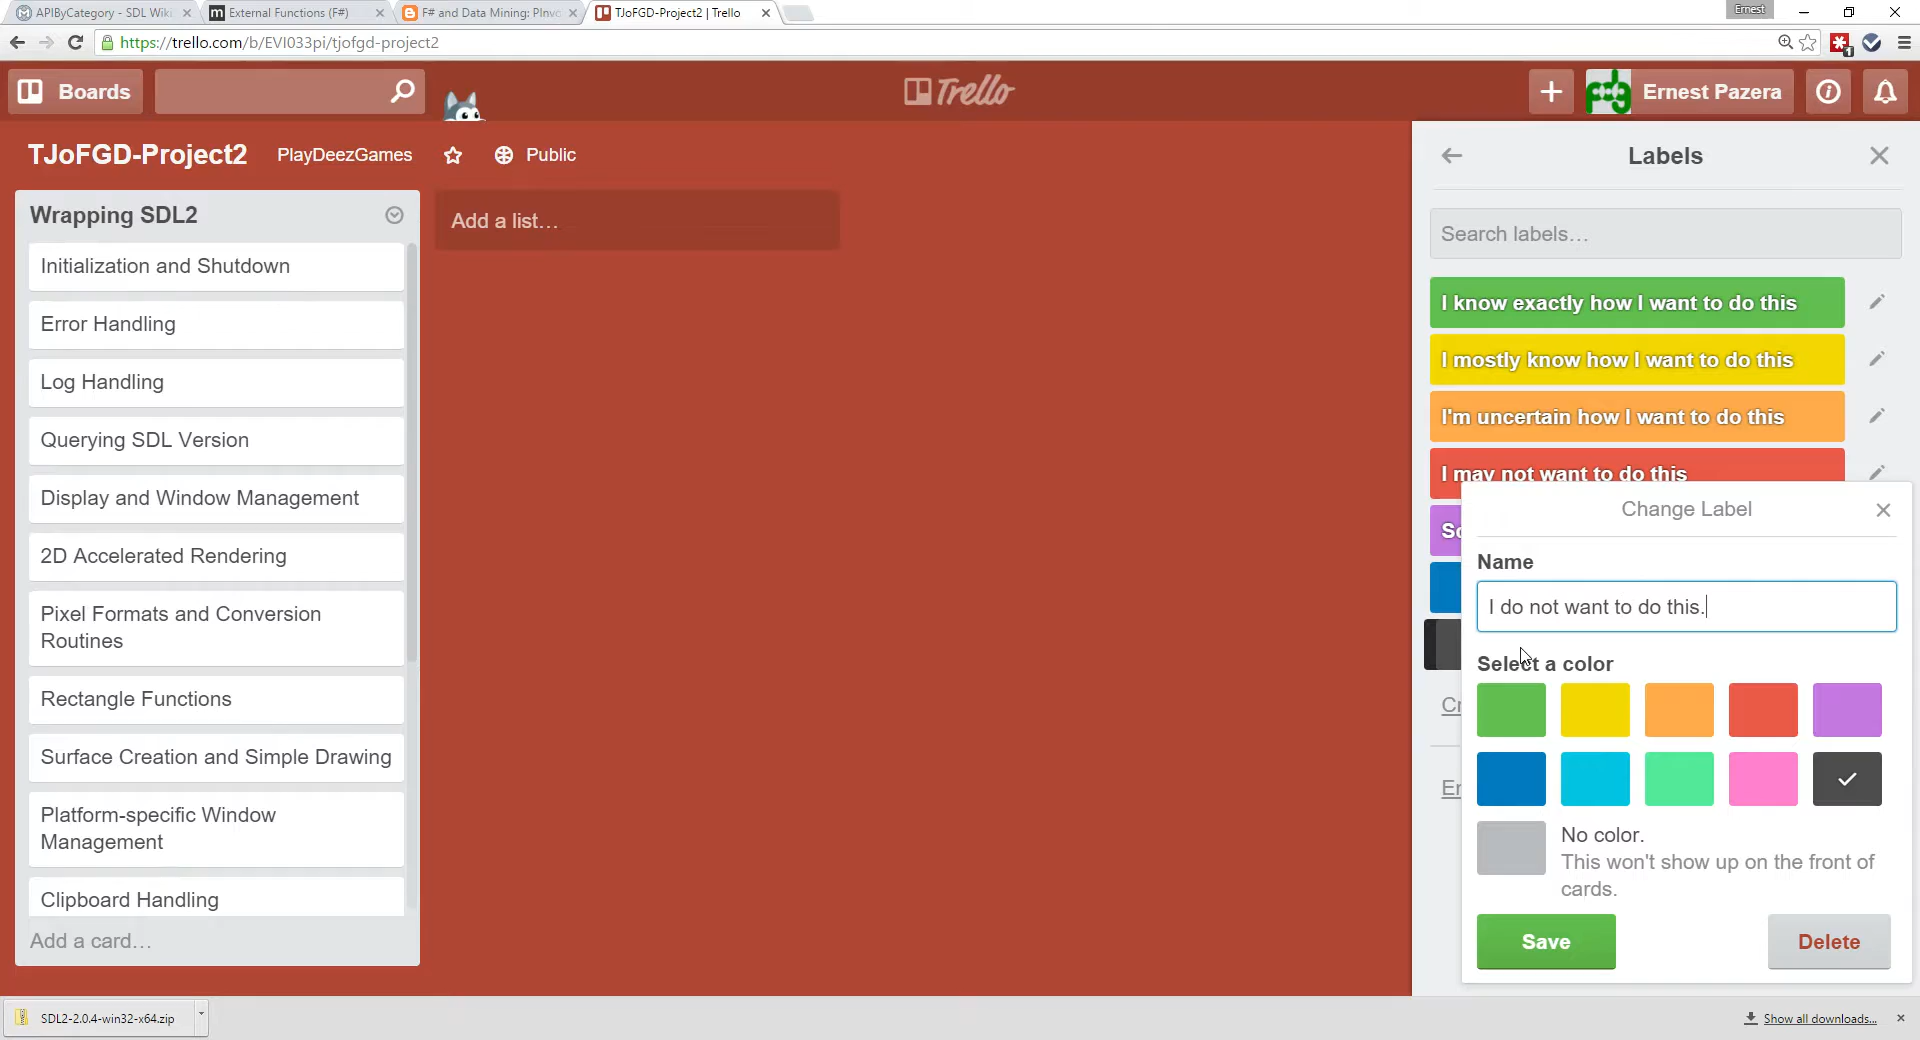 APIByCategory - SDL Wiki
External Functions (F#)
F# and Data Mining: PInvo
TJoFGD-Project2 | Trello
Ernest
https://trello.com/b/EVI033pi/tjofgd-project2
1
Boards
Trello
Ernest Pazera
TJoFGD-Project2
PlayDeezGames
Public
Wrapping SDL2
Initialization and Shutdown
Error Handling
Log Handling
Querying SDL Version
Display and Window Management
2D Accelerated Rendering
Pixel Formats and Conversion
Routines
Rectangle Functions
Surface Creation and Simple Drawing
Platform-specific Window
Management
Clipboard Handling
Add a card…
Add a list…
Labels
Search labels…
I know exactly how I want to do this
I mostly know how I want to do this
I'm uncertain how I want to do this
I may not want to do this
Change Label
Name
I do not want to do this.
Select a color
No color.
This won't show up on the front of
cards.
Save
Delete
SDL2-2.0.4-win32-x64.zip
Show all downloads...